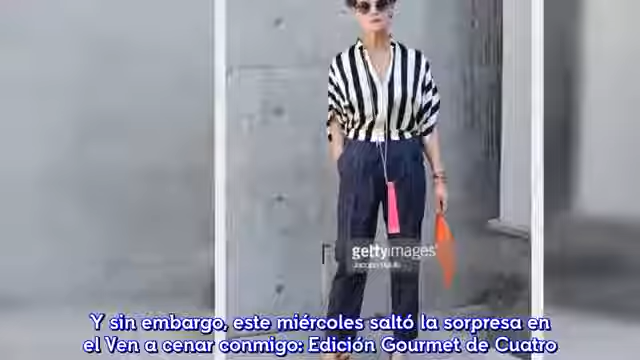 gettyimages
Y sin embargo, este miércoles saltó la sorpresa en
el Ven a cenar conmigo: Edición Gourmet de Cuatro